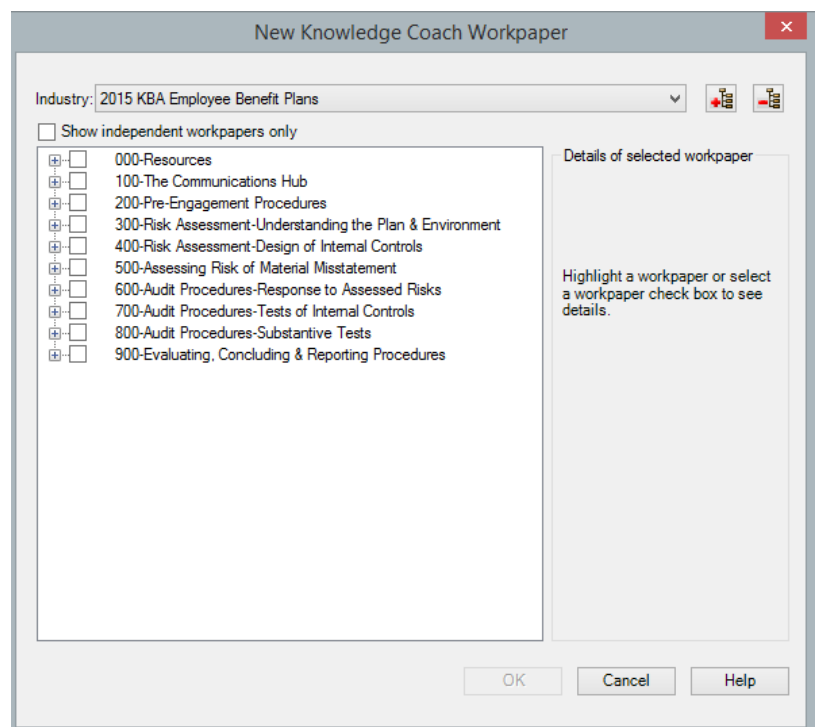 New Knowledge Coach Workpaper
Industry: 2015 KBA Employee Benefit Plans
Show independent workpapers only
000-Resources
100-The Communications Hub
200-Pre-Engagement Procedures
300-Risk Assessment-Understanding the Plan & Environment
400-Risk Assessment-Design of Internal Controls
500-Assessing Risk of Material Misstatement
600-Audit Procedures-Response to Assessed Risks
700-Audit Procedures-Tests of Internal Controls
800-Audit Procedures-Substantive Tests
900-Evaluating, Concluding & Reporting Procedures
Details of selected workpaper
Highlight a workpaper or select
a workpaper check box to see
details.
OK Cancel Help